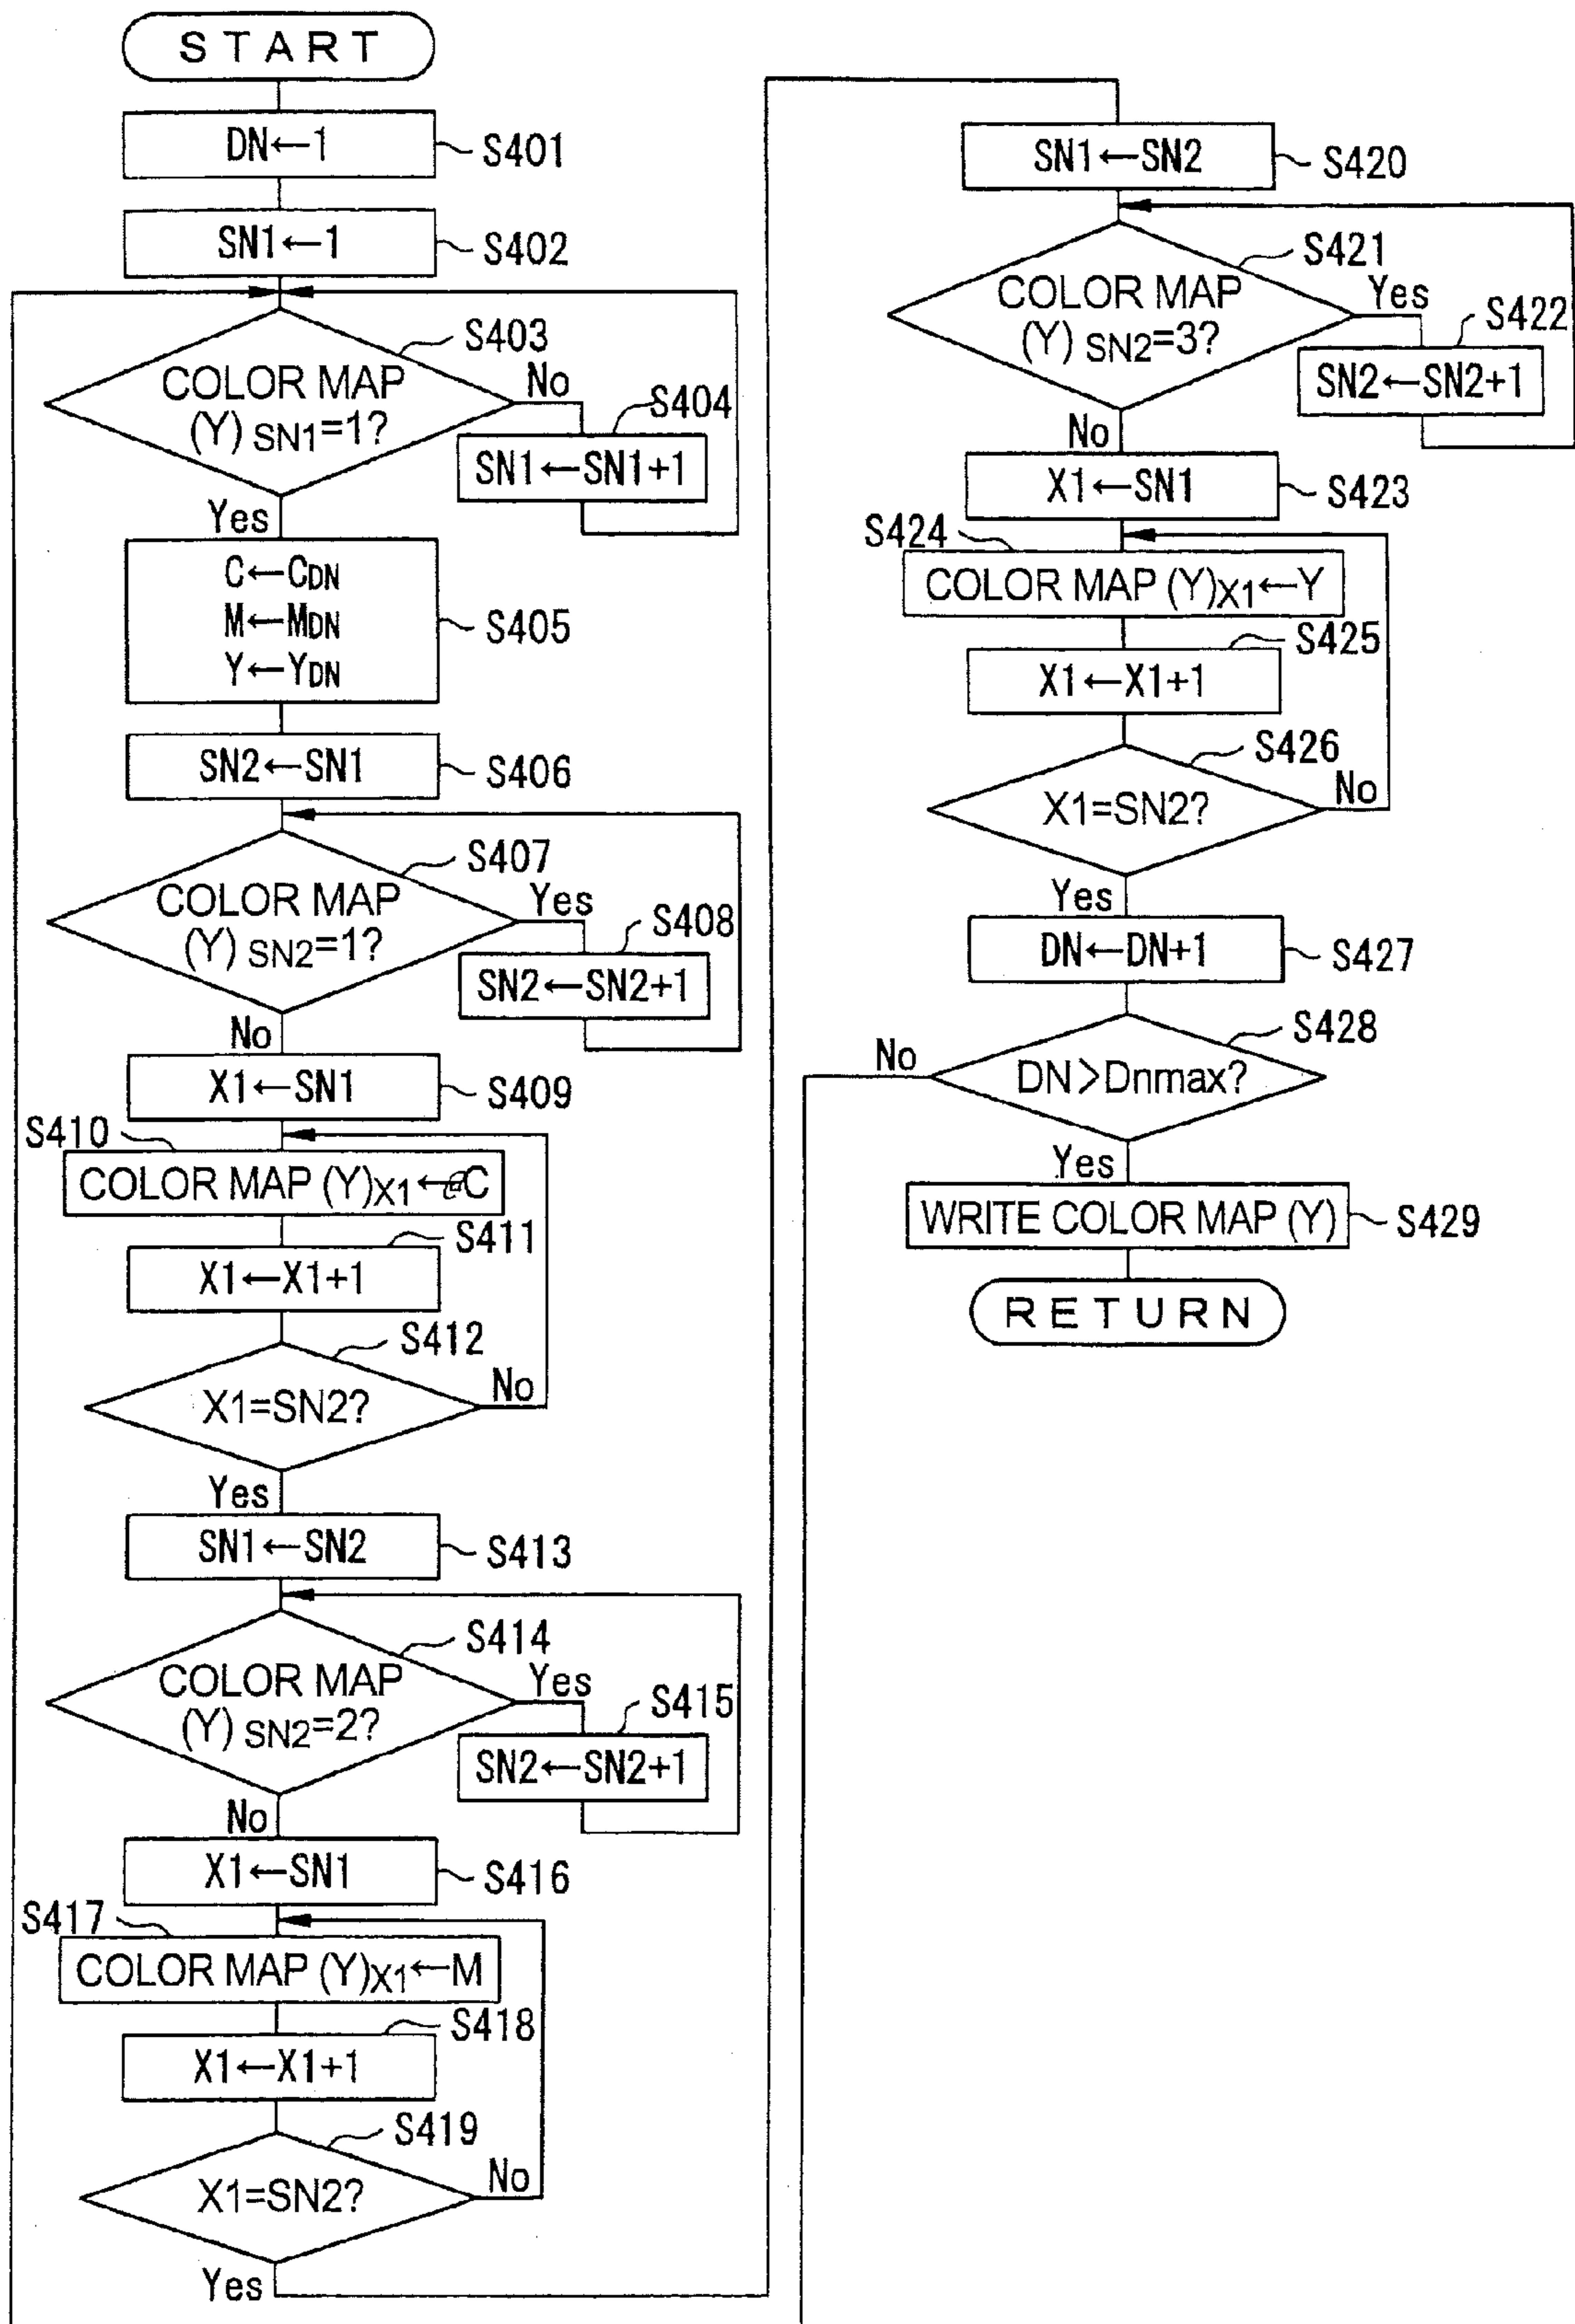 START
DN←1
S401
SN1←1
S402
S403
COLOR MAP
(Y) SN1=1?
No
S404
SN1←SN1+1
Yes
C←CDN
M←MDN
Y←YDN
S405
SN2←SN1
S406
S407
COLOR MAP
(Y) SN2=1?
Yes
S408
SN2←SN2+1
No
X1←SN1
S409
S410
COLOR MAP (Y)X1←C
S411
X1←X1+1
S412
X1=SN2?
No
Yes
SN1←SN2
S413
S414
COLOR MAP
(Y) SN2=2?
Yes
S415
SN2←SN2+1
No
X1←SN1
S416
S417
COLOR MAP (Y)X1←M
S418
X1←X1+1
S419
X1=SN2?
No
Yes
SN1←SN2
S420
S421
COLOR MAP
(Y) SN2=3?
Yes
S422
SN2←SN2+1
No
X1←SN1
S423
S424
COLOR MAP (Y)X1←Y
S425
X1←X1+1
S426
X1=SN2?
No
Yes
DN←DN+1
S427
S428
DN>Dnmax?
No
Yes
WRITE COLOR MAP (Y)
S429
RETURN